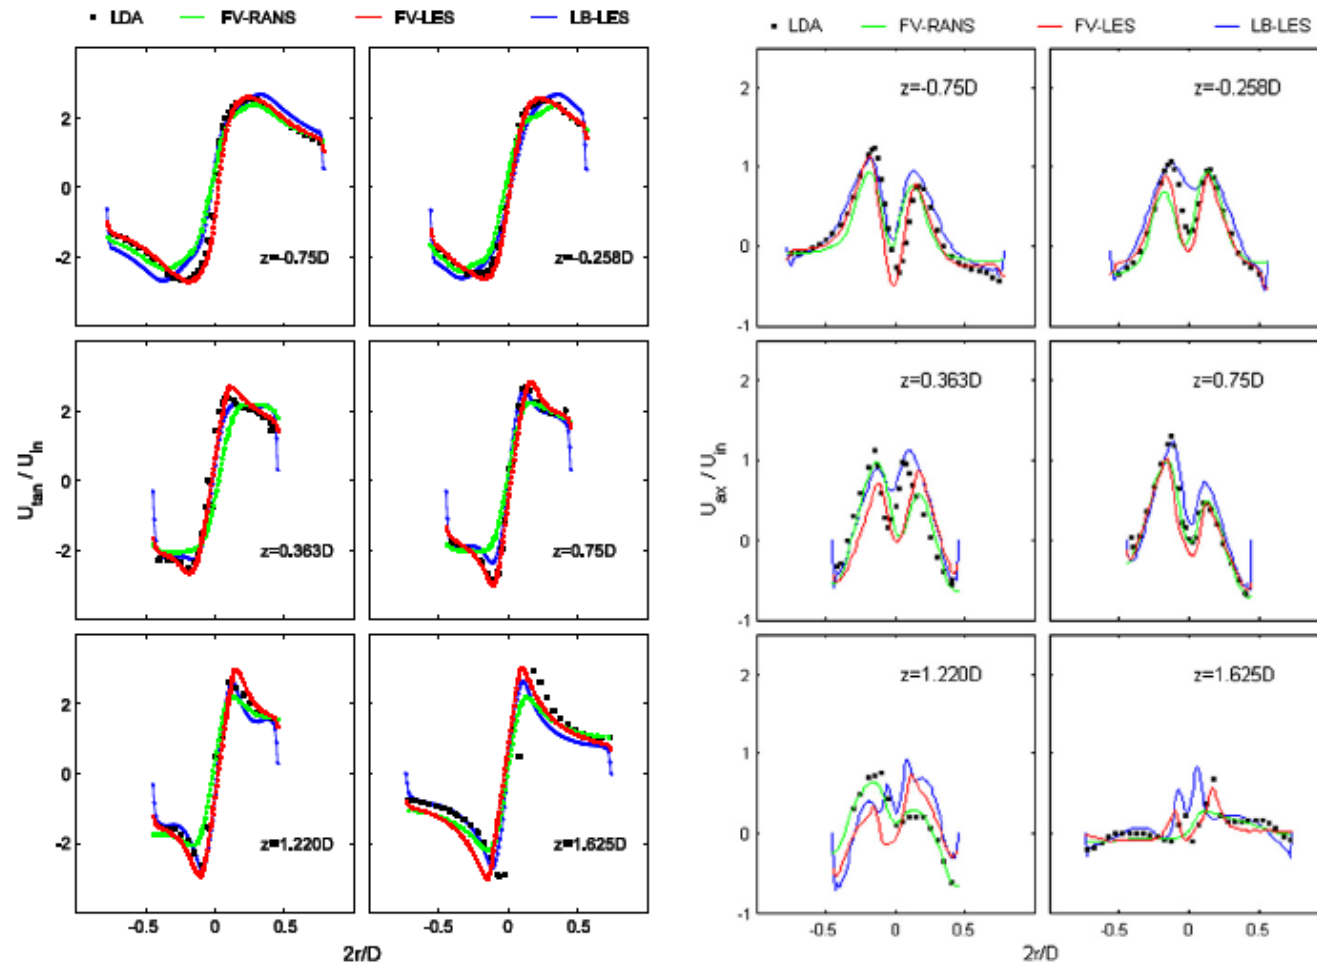 LDA FV-RANS FV-LES LB-LES
LDA FV-RANS FV-LES LB-LES
2
0
-2
z=-0.75D
z=-0.258D
2
1
0
-1
z=-0.75D
z=-0.258D
U_tan / U_in
2
0
-2
z=0.363D
z=0.75D
U_ax / U_in
2
1
0
-1
z=0.363D
z=0.75D
2
0
-2
z=1.220D
z=1.625D
2
1
0
-1
z=1.220D
z=1.625D
-0.5 0 0.5 -0.5 0 0.5
2r/D
-0.5 0 0.5 -0.5 0 0.5
2r/D